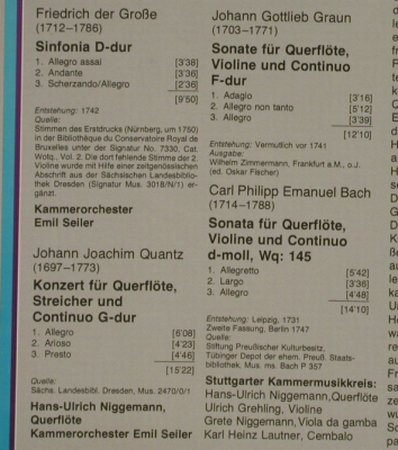 Friedrich der Große
(1712–1786)
Sinfonia D-dur
1. Allegro assai [3'38]
2. Andante [3'36]
3. Scherzando/Allegro [2'36]
[9'50]
Entstehung: 1742
Quelle:
Stimmen des Erstdrucks (Nürnberg, um 1750)
in der Bibliothèque du Conservatoire Royal de
Bruxelles unter der Signatur No. 7330, Cat.
Wotq., Vol. 2. Die dort fehlende Stimme der 2.
Violine wurde mit Hilfe einer zeitgenössischen
Abschrift aus der Sächsischen Landesbiblio-
thek Dresden (Signatur Mus. 3018/N/1) er-
gänzt.
Kammerorchester
Emil Seiler
Johann Joachim Quantz
(1697–1773)
Konzert für Querflöte,
Streicher und
Continuo G-dur
1. Allegro [6'08]
2. Arioso [4'23]
3. Presto [4'46]
[15'22]
Quelle:
Sächs. Landesbibl. Dresden, Mus. 2470/0/1
Hans-Ulrich Niggemann,
Querflöte
Kammerorchester Emil Seiler
Johann Gottlieb Graun
(1703–1771)
Sonate für Querflöte,
Violine und Continuo
F-dur
1. Adagio [3'16]
2. Allegro non tanto [5'12]
3. Allegro [3'39]
[12'10]
Entstehung: Vermutlich vor 1741
Ausgabe:
Wilhelm Zimmermann, Frankfurt a.M., o.J.
(ed. Oskar Fischer)
Carl Philipp Emanuel Bach
(1714–1788)
Sonata für Querflöte,
Violine und Continuo
d-moll, Wq: 145
1. Allegretto [5'42]
2. Largo [3'36]
3. Allegro [4'48]
[14'10]
Entstehung: Leipzig, 1731
Zweite Fassung, Berlin 1747
Quelle:
Stiftung Preußischer Kulturbesitz,
Tübinger Depot der ehem. Preuß. Staats-
bibliothek, Mus. ms. Bach P 357
Stuttgarter Kammermusikkreis:
Hans-Ulrich Niggemann, Querflöte
Ulrich Grehling, Violine
Grete Niggemann, Viola da gamba
Karl Heinz Lautner, Cembalo